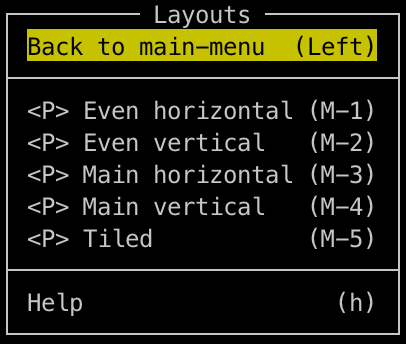 Layouts
Back to main-menu (Left)
<P> Even horizontal (M-1)
<P> Even vertical (M-2)
<P> Main horizontal (M-3)
<P> Main vertical (M-4)
<P> Tiled (M-5)
Help (h)